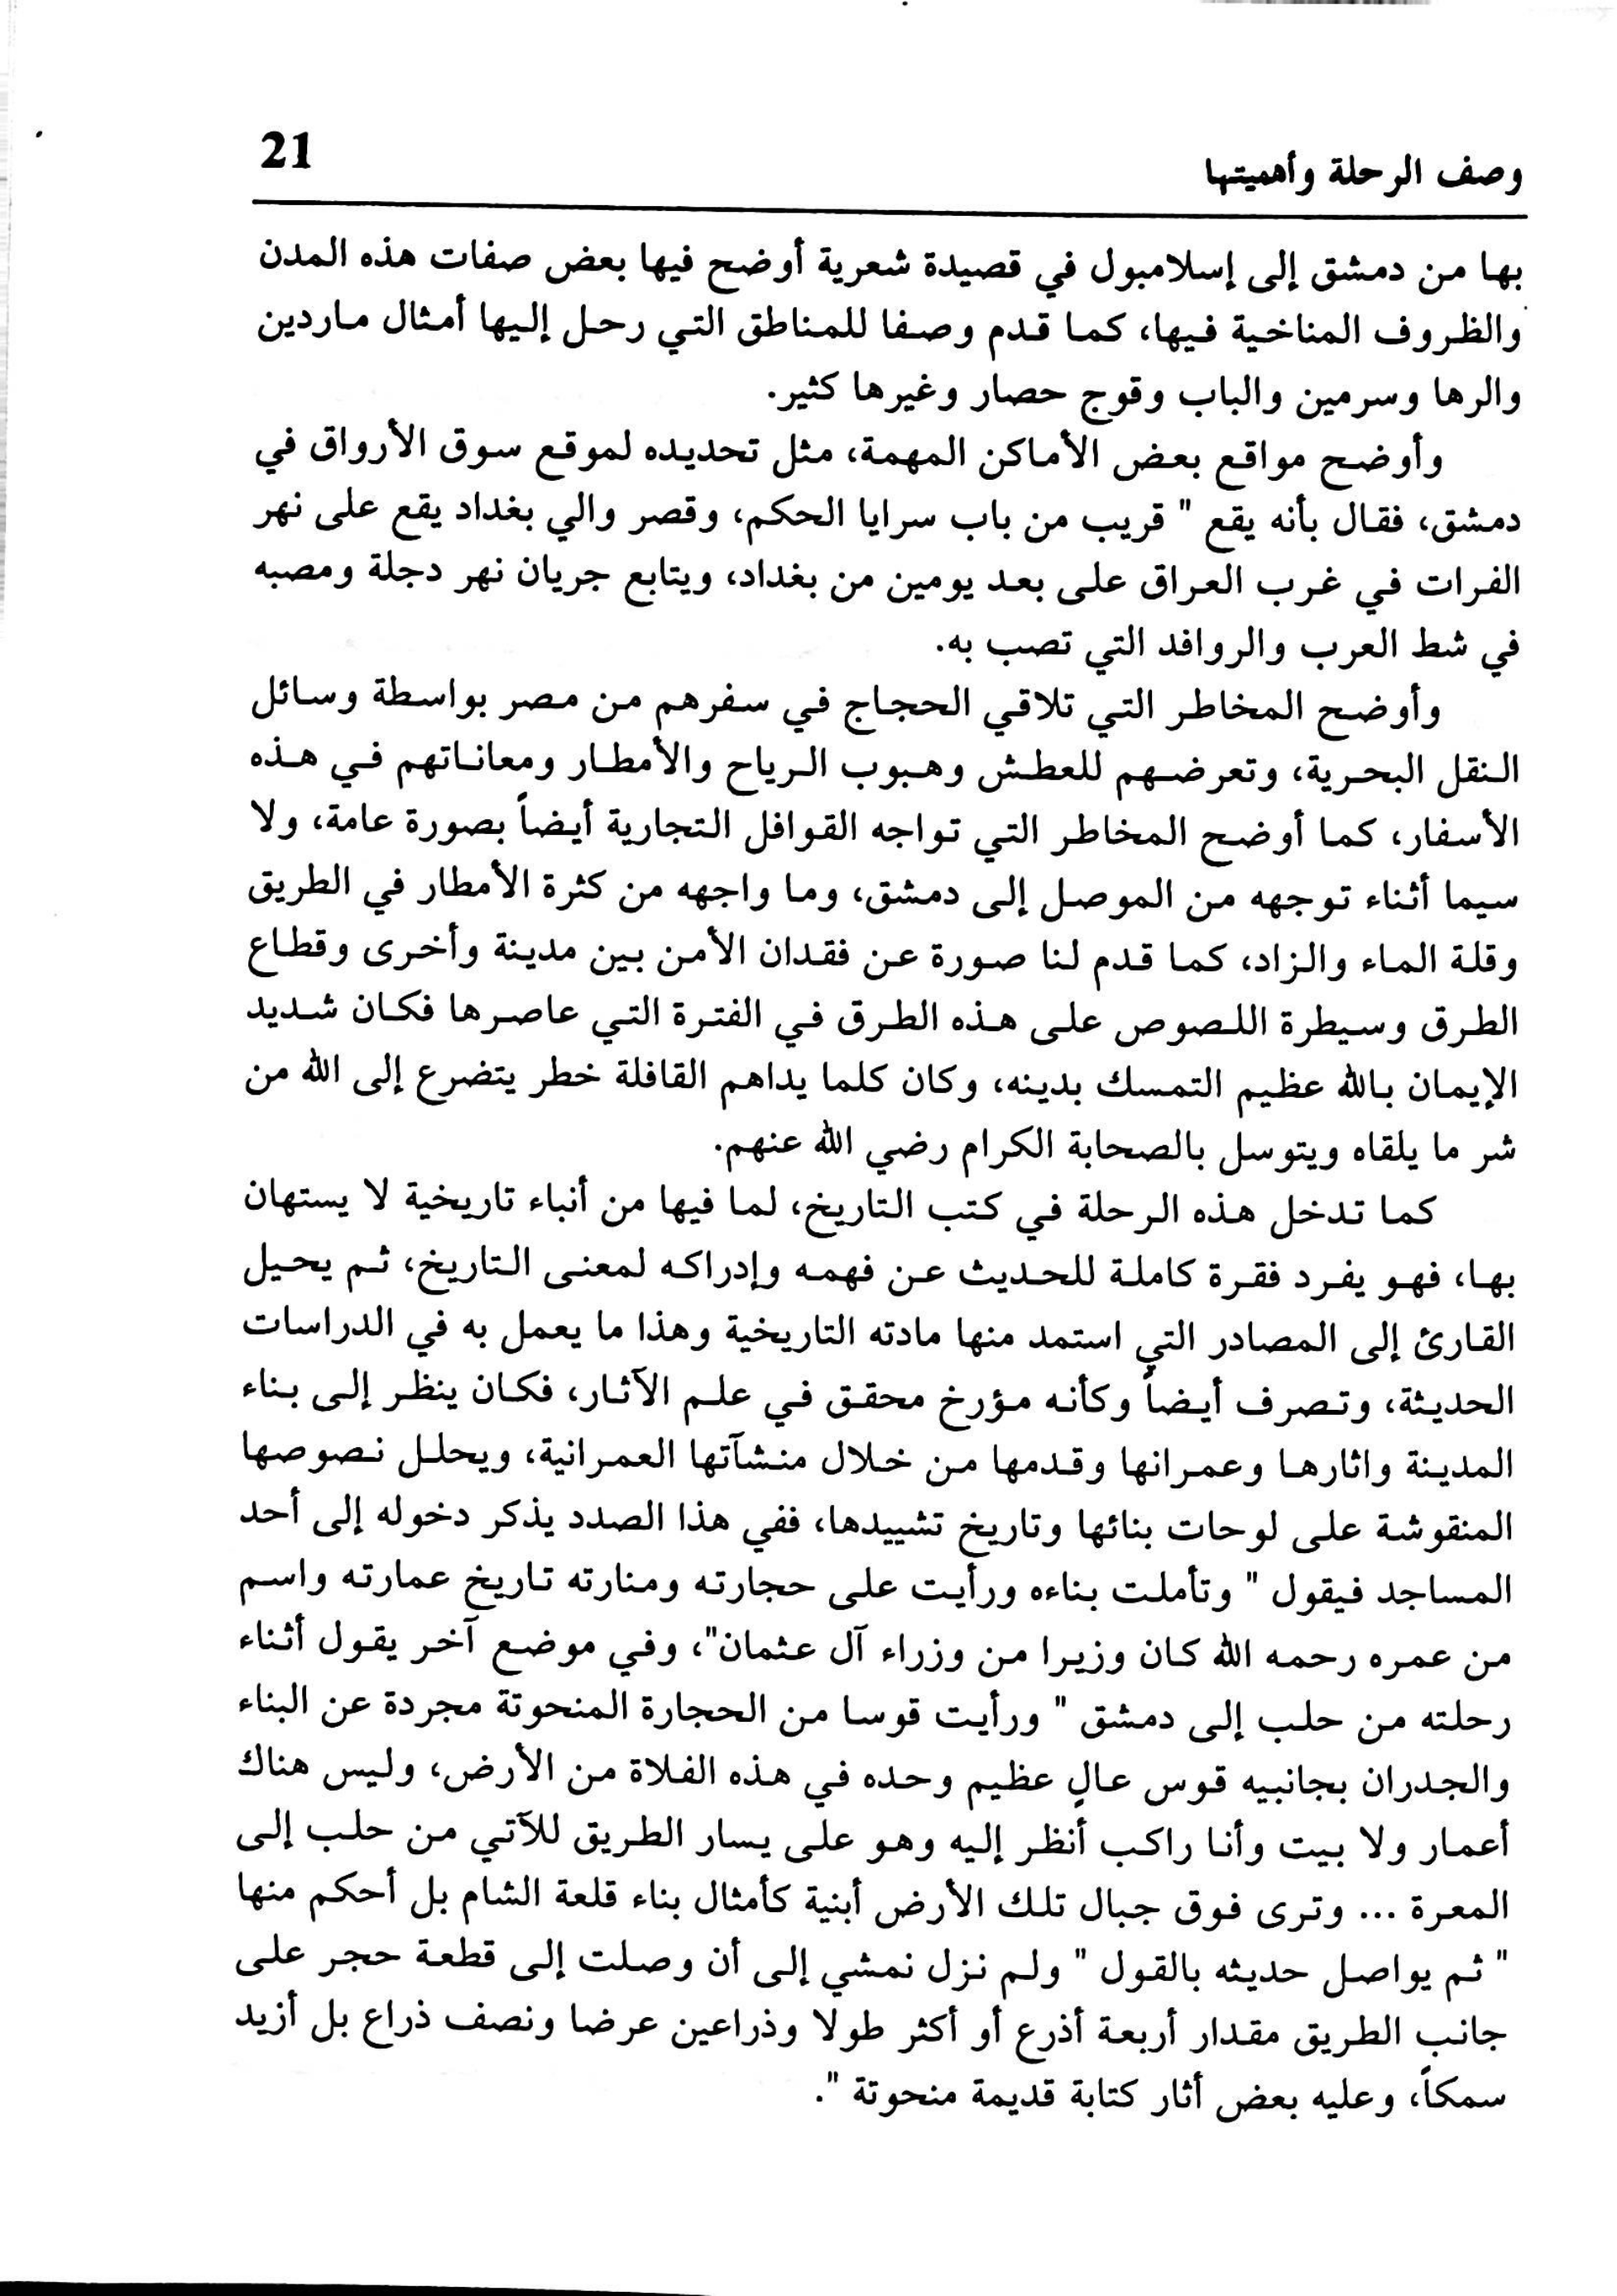 21
وصف الرحلة وأهميتها
بها من دمشق إلى إسلامبول في قصيدة شعرية أوضح فيها بعض صفات هذه المدن
والظروف المناخية فيها، كما قدم وصفا للمناطق التي رحل إليها أمثال ماردين
والرها وسرمين والباب وقوج حصار وغيرها كثير.
وأوضح مواقع بعض الأماكن المهمة، مثل تحديده لموقع سوق الأرواق في
دمشق، فقال بأنه يقع " قريب من باب سرايا الحكم، وقصر والي بغداد يقع على نهر
الفرات في غرب العراق على بعد يومين من بغداد، ويتابع جريان نهر دجلة ومصبه
في شط العرب والروافد التي تصب به.
وأوضح المخاطر التي تلاقي الحجاج في سفرهم من مصر بواسطة وسائل
النقل البحرية، وتعرضهم للعطش وهبوب الرياح والأمطار ومعاناتهم في هذه
الأسفار، كما أوضح المخاطر التي تواجه القوافل التجارية أيضاً بصورة عامة، ولا
سيما أثناء توجهه من الموصل إلى دمشق، وما واجهه من كثرة الأمطار في الطريق
وقلة الماء والزاد، كما قدم لنا صورة عن فقدان الأمن بين مدينة وأخرى وقطاع
الطرق وسيطرة اللصوص على هذه الطرق في الفترة التي عاصرها فكان شديد
الإيمان بالله عظيم التمسك بدينه، وكان كلما يداهم القافلة خطر يتضرع إلى الله من
شر ما يلقاه ويتوسل بالصحابة الكرام رضي الله عنهم.
كما تدخل هذه الرحلة في كتب التاريخ، لما فيها من أنباء تاريخية لا يستهان
بها، فهو يفرد فقرة كاملة للحديث عن فهمه وإدراكه لمعنى التاريخ، ثم يحيل
القارئ إلى المصادر التي استمد منها مادته التاريخية وهذا ما يعمل به في الدراسات
الحديثة، وتصرف أيضاً وكأنه مؤرخ محقق في علم الآثار، فكان ينظر إلى بناء
المدينة واثارها وعمرانها وقدمها من خلال منشآتها العمرانية، ويحلل نصوصها
المنقوشة على لوحات بنائها وتاريخ تشييدها، ففي هذا الصدد يذكر دخوله إلى أحد
المساجد فيقول " وتأملت بناءه ورأيت على حجارته ومنارته تاريخ عمارته واسم
من عمره رحمه الله كان وزيرا من وزراء آل عثمان"، وفي موضع آخر يقول أثناء
رحلته من حلب إلى دمشق " ورأيت قوسا من الحجارة المنحوتة مجردة عن البناء
والجدران بجانبيه قوس عالٍ عظيم وحده في هذه الفلاة من الأرض، وليس هناك
أعمار ولا بيت وأنا راكب أنظر إليه وهو على يسار الطريق للآتي من حلب إلى
المعرة ... وترى فوق جبال تلك الأرض أبنية كأمثال بناء قلعة الشام بل أحكم منها
" ثم يواصل حديثه بالقول " ولم نزل نمشي إلى أن وصلت إلى قطعة حجر على
جانب الطريق مقدار أربعة أذرع أو أكثر طولا وذراعين عرضا ونصف ذراع بل أزيد
سمكاً، وعليه بعض أثار كتابة قديمة منحوتة ".